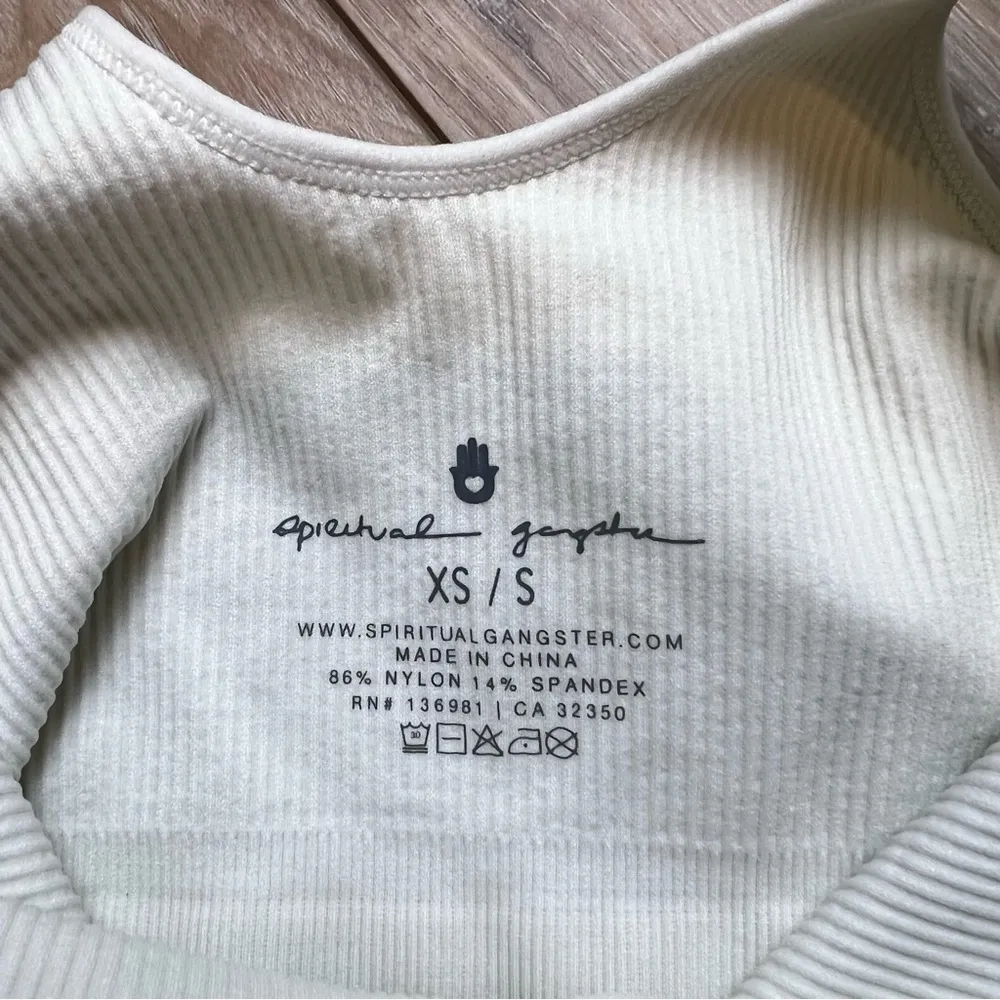 spiritual gangster
XS / S
WWW.SPIRITUALGANGSTER.COM
MADE IN CHINA
86% NYLON 14% SPANDEX
RN# 136981 | CA 32350
30